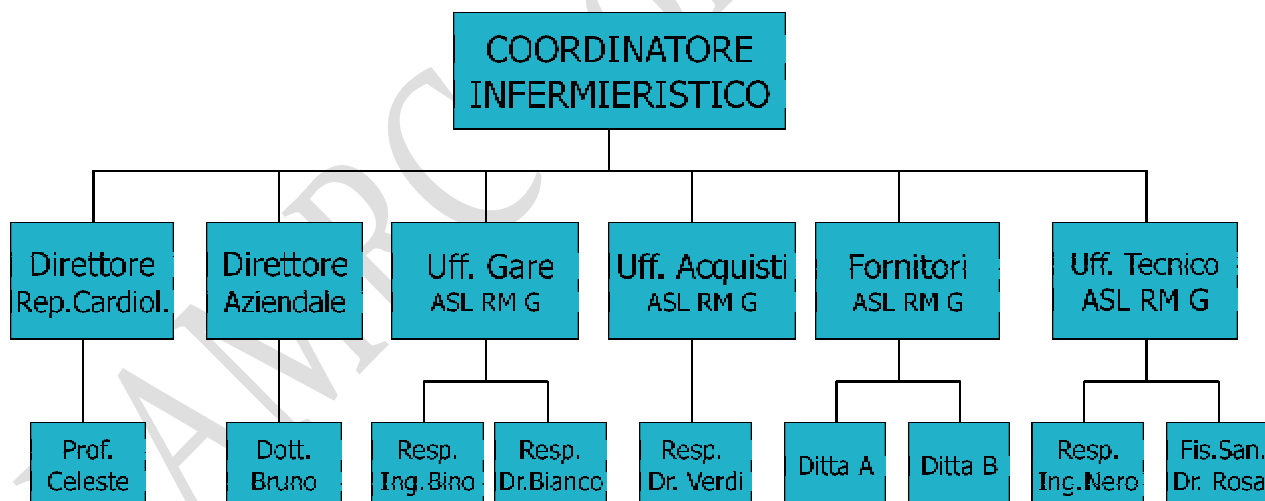 COORDINATORE
INFERMIERISTICO
Direttore
Rep.Cardiol.
Direttore
Aziendale
Uff. Gare
ASL RM G
Uff. Acquisti
ASL RM G
Fornitori
ASL RM G
Uff. Tecnico
ASL RM G
Prof.
Celeste
Dott.
Bruno
Resp.
Ing.Bino
Resp.
Dr.Bianco
Resp.
Dr. Verdi
Ditta A
Ditta B
Resp.
Ing.Nero
Fis.San.
Dr. Rosa